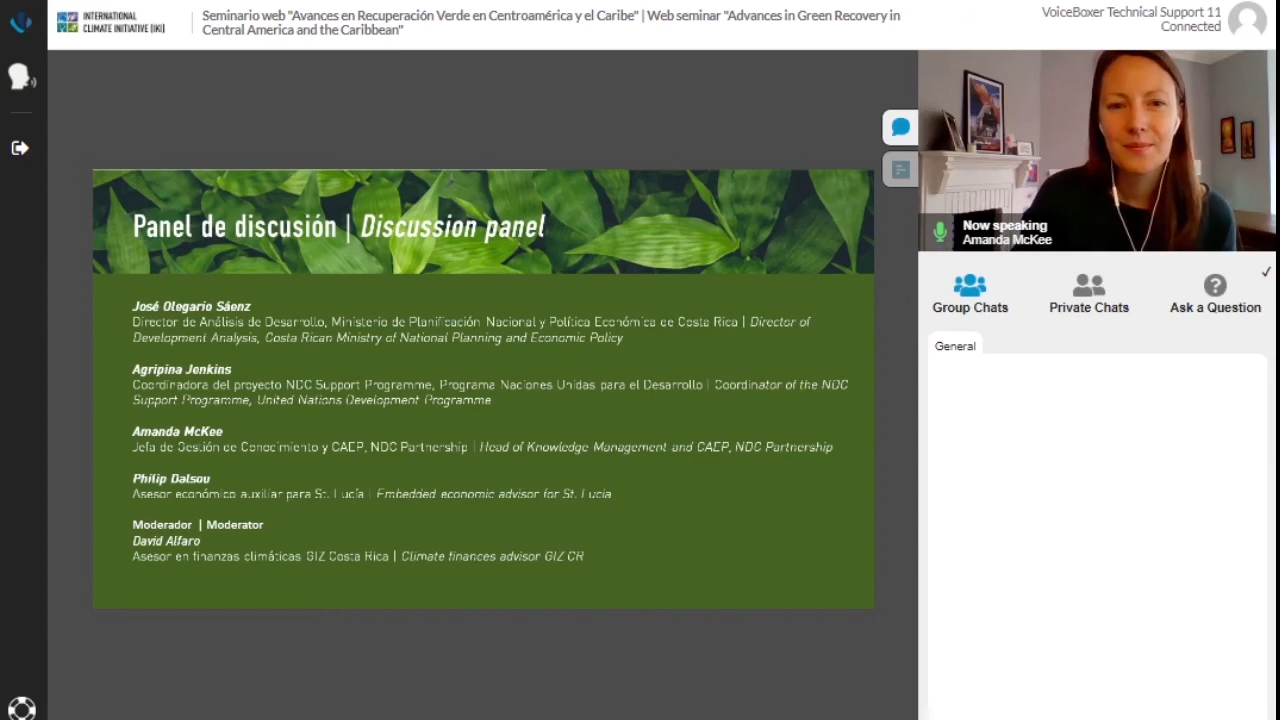 INTERNATIONAL
CLIMATE INITIATIVE (IKI)
Seminario web "Avances en Recuperación Verde en Centroamérica y el Caribe" | Web seminar "Advances in Green Recovery in
Central America and the Caribbean"
VoiceBoxer Technical Support 11
Connected
Panel de discusión | Discussion panel
José Olegario Sáenz
Director de Análisis de Desarrollo, Ministerio de Planificación Nacional y Política Económica de Costa Rica | Director of
Development Analysis, Costa Rican Ministry of National Planning and Economic Policy
Agripina Jenkins
Coordinadora del proyecto NDC Support Programme, Programa Naciones Unidas para el Desarrollo | Coordinator of the NDC
Support Programme, United Nations Development Programme
Amanda McKee
Jefa de Gestión de Conocimiento y CAEP, NDC Partnership | Head of Knowledge Management and CAEP, NDC Partnership
Philip Dalsou
Asesor económico auxiliar para St. Lucía | Embedded economic advisor for St. Lucia
Moderador | Moderator
David Alfaro
Asesor en finanzas climáticas GIZ Costa Rica | Climate finances advisor GIZ CR
Now speaking
Amanda McKee
Group Chats
Private Chats
Ask a Question
General